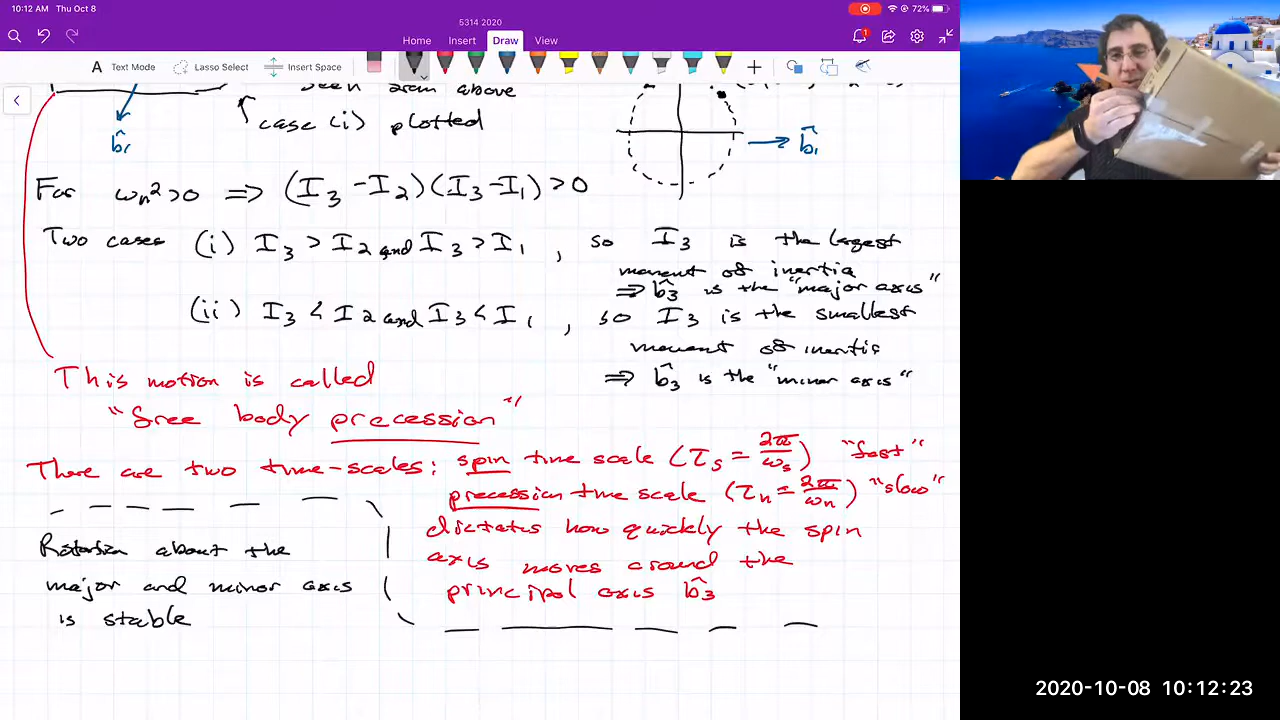 10:12 AM Thu Oct 8
72%
5314 2020
Home Insert Draw View
1
Text Mode Lasso Select Insert Space
seen from above
case (i) plotted
b̂₁
b̂₁
For ωn² > 0 ⟹ (I₃ - I₂)(I₃ - I₁) > 0
Two cases (i) I₃ > I₂ and I₃ > I₁ , so I₃ is the largest
moment of inertia
⟹ b̂₃ is the "major axis"
(ii) I₃ < I₂ and I₃ < I₁ , so I₃ is the smallest
moment of inertia
⟹ b̂₃ is the "minor axis"
This motion is called
"free body precession"
There are two time-scales: spin time scale (τs = 2π/ωs) "fast"
precession time scale (τn = 2π/ωn) "slow"
dictates how quickly the spin
axis moves around the
principal axis b̂₃
Rotation about the
major and minor axis
is stable
2020-10-08 10:12:23